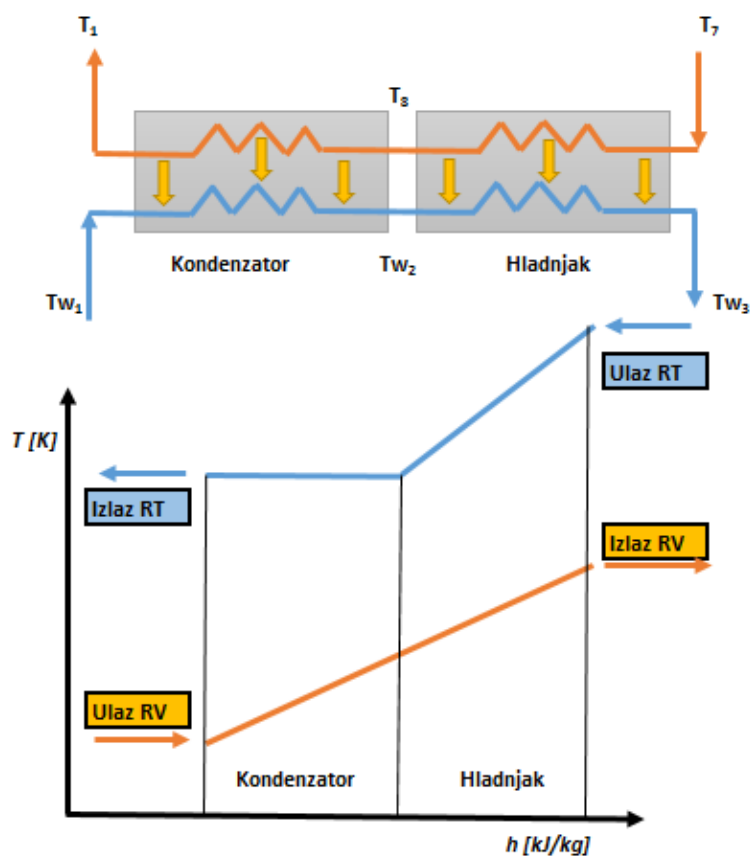 T₁
T₇
T₈
Kondenzator
Tw₂
Hladnjak
Tw₁
Tw₃
Ulaz RT
T [K]
Izlaz RT
Izlaz RV
Ulaz RV
Kondenzator
Hladnjak
h [kJ/kg]